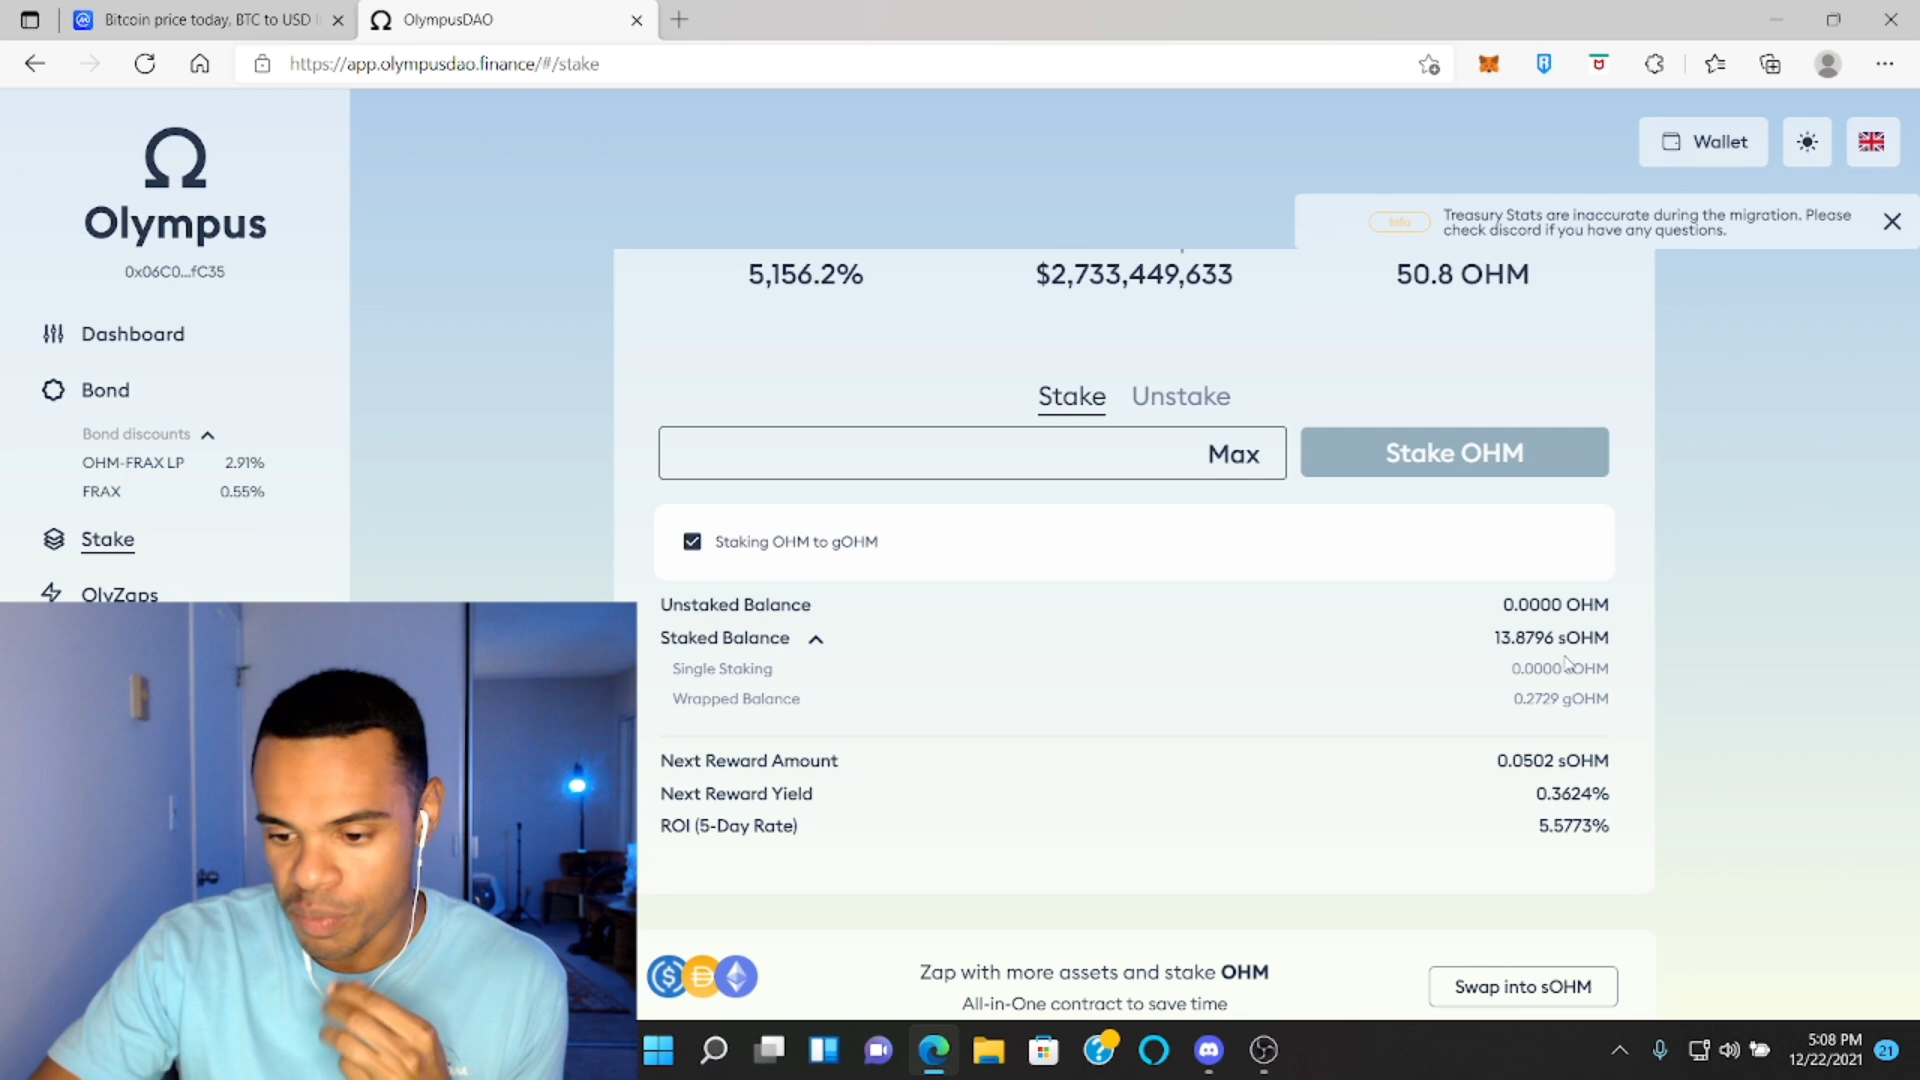 Bitcoin price today, BTC to USD
OlympusDAO
https://app.olympusdao.finance/#/stake
Wallet
Info
Treasury Stats are inaccurate during the migration. Please
check discord if you have any questions.
Olympus
0x06C0...fC35
Dashboard
Bond
Bond discounts
OHM-FRAX LP 2.91%
FRAX 0.55%
Stake
OlyZaps
5,156.2% $2,733,449,633 50.8 OHM
Stake Unstake
Max Stake OHM
Staking OHM to gOHM
Unstaked Balance 0.0000 OHM
Staked Balance 13.8796 sOHM
Single Staking 0.0000 sOHM
Wrapped Balance 0.2729 gOHM
Next Reward Amount 0.0502 sOHM
Next Reward Yield 0.3624%
ROI (5-Day Rate) 5.5773%
Zap with more assets and stake OHM
All-in-One contract to save time
Swap into sOHM
5:08 PM
12/22/2021
21